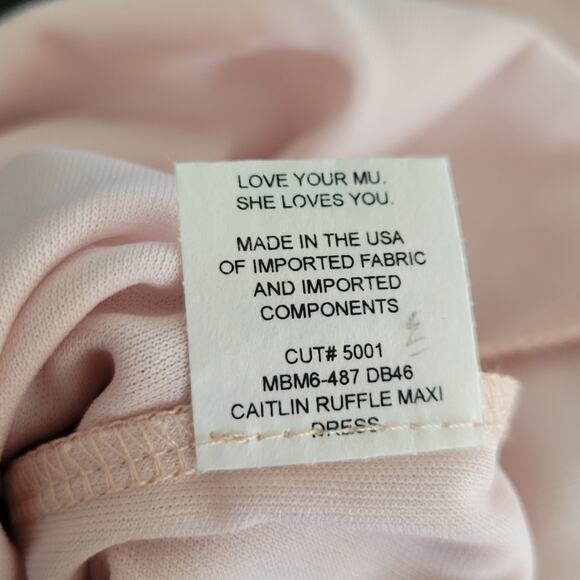 LOVE YOUR MU.
SHE LOVES YOU.
MADE IN THE USA
OF IMPORTED FABRIC
AND IMPORTED
COMPONENTS
CUT# 5001
MBM6-487 DB46
CAITLIN RUFFLE MAXI
DRESS